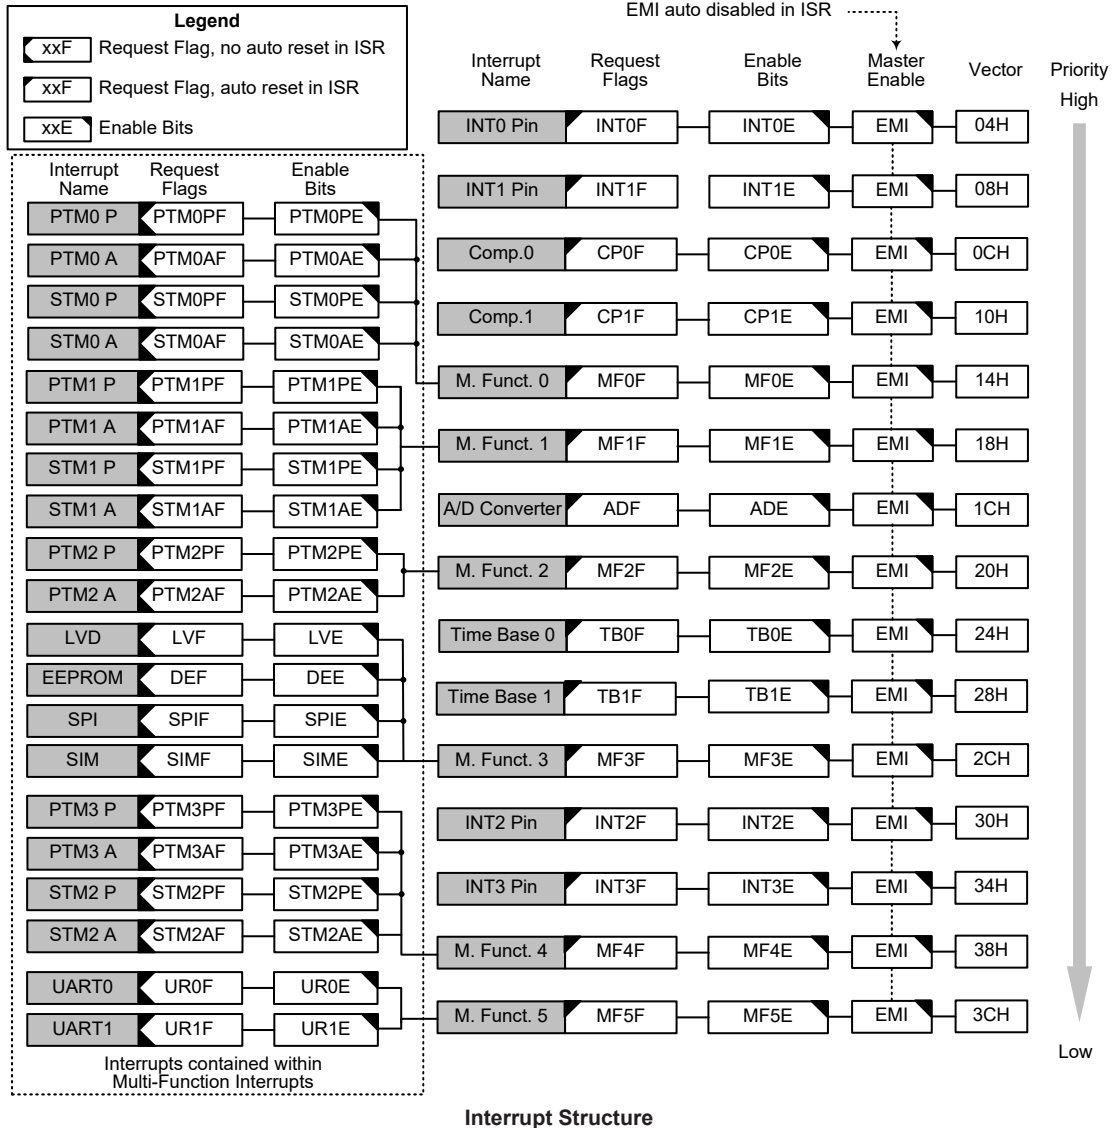 EMI auto disabled in ISR
Legend
xxF Request Flag, no auto reset in ISR
xxF Request Flag, auto reset in ISR
xxE Enable Bits
Interrupt Name Request Flags Enable Bits Master Enable Vector Priority
High
INT0 Pin INT0F INT0E EMI 04H
INT1 Pin INT1F INT1E EMI 08H
Comp.0 CP0F CP0E EMI 0CH
Comp.1 CP1F CP1E EMI 10H
M. Funct. 0 MF0F MF0E EMI 14H
M. Funct. 1 MF1F MF1E EMI 18H
A/D Converter ADF ADE EMI 1CH
M. Funct. 2 MF2F MF2E EMI 20H
Time Base 0 TB0F TB0E EMI 24H
Time Base 1 TB1F TB1E EMI 28H
M. Funct. 3 MF3F MF3E EMI 2CH
INT2 Pin INT2F INT2E EMI 30H
INT3 Pin INT3F INT3E EMI 34H
M. Funct. 4 MF4F MF4E EMI 38H
M. Funct. 5 MF5F MF5E EMI 3CH
Low
Interrupt Name Request Flags Enable Bits
PTM0 P PTM0PF PTM0PE
PTM0 A PTM0AF PTM0AE
STM0 P STM0PF STM0PE
STM0 A STM0AF STM0AE
PTM1 P PTM1PF PTM1PE
PTM1 A PTM1AF PTM1AE
STM1 P STM1PF STM1PE
STM1 A STM1AF STM1AE
PTM2 P PTM2PF PTM2PE
PTM2 A PTM2AF PTM2AE
LVD LVF LVE
EEPROM DEF DEE
SPI SPIF SPIE
SIM SIMF SIME
PTM3 P PTM3PF PTM3PE
PTM3 A PTM3AF PTM3AE
STM2 P STM2PF STM2PE
STM2 A STM2AF STM2AE
UART0 UR0F UR0E
UART1 UR1F UR1E
Interrupts contained within
Multi-Function Interrupts
Interrupt Structure